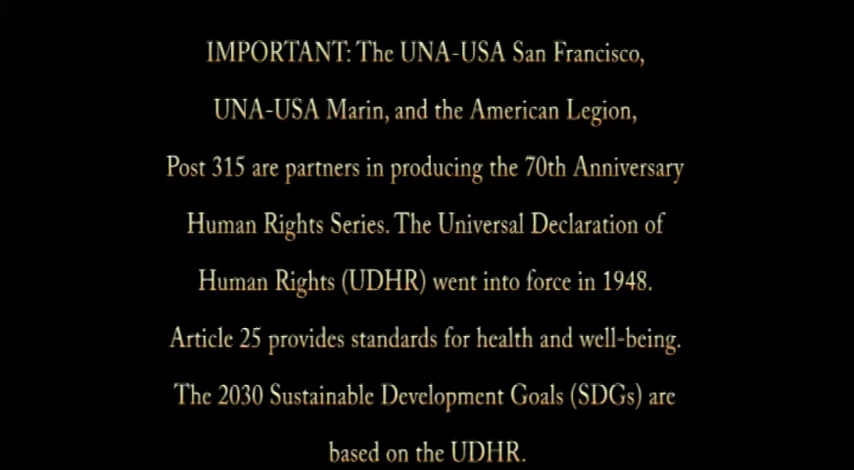 IMPORTANT: The UNA-USA San Francisco,
UNA-USA Marin, and the American Legion,
Post 315 are partners in producing the 70th Anniversary
Human Rights Series. The Universal Declaration of
Human Rights (UDHR) went into force in 1948.
Article 25 provides standards for health and well-being.
The 2030 Sustainable Development Goals (SDGs) are
based on the UDHR.